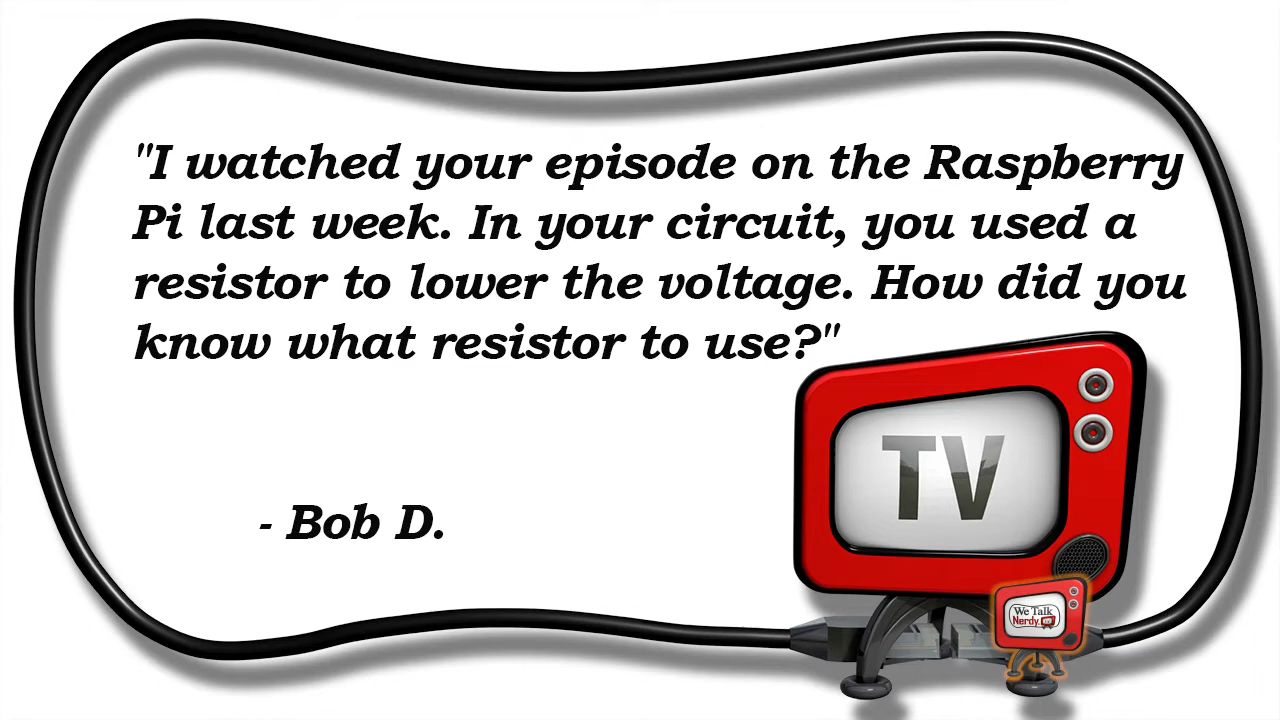 "I watched your episode on the Raspberry
Pi last week. In your circuit, you used a
resistor to lower the voltage. How did you
know what resistor to use?"
- Bob D.
TV
We Talk
Nerdy